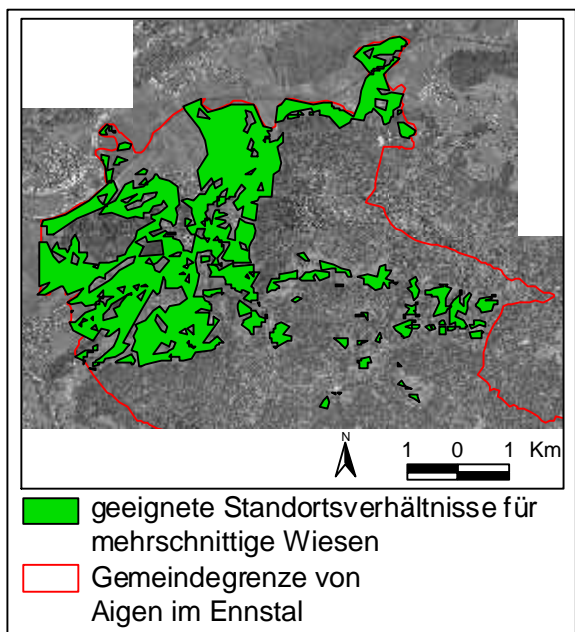 N
1 0 1 Km
geeignete Standortsverhältnisse für
mehrschnittige Wiesen
Gemeindegrenze von
Aigen im Ennstal